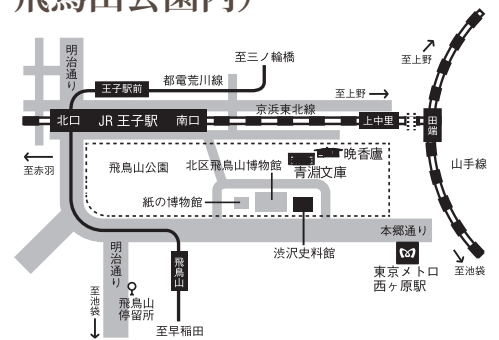 飛鳥山公園内)
明治通り
至三ノ輪橋
至上野
王子駅前
都電荒川線
至上野
京浜東北線
北口
JR 王子駅
南口
上中里
田端
至赤羽
飛鳥山公園
北区飛鳥山博物館
晩香廬
青淵文庫
山手線
紙の博物館
本郷通り
渋沢史料館
明治通り
飛鳥山
東京メトロ
西ヶ原駅
至池袋
至池袋
飛鳥山
停留所
至早稲田